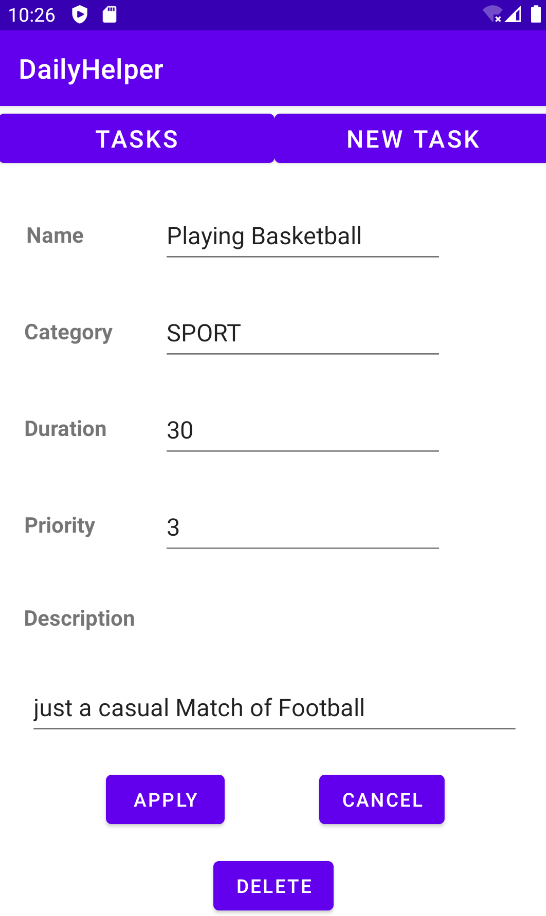 10:26
DailyHelper
TASKS NEW TASK
Name Playing Basketball
Category SPORT
Duration 30
Priority 3
Description
just a casual Match of Football
APPLY CANCEL
DELETE